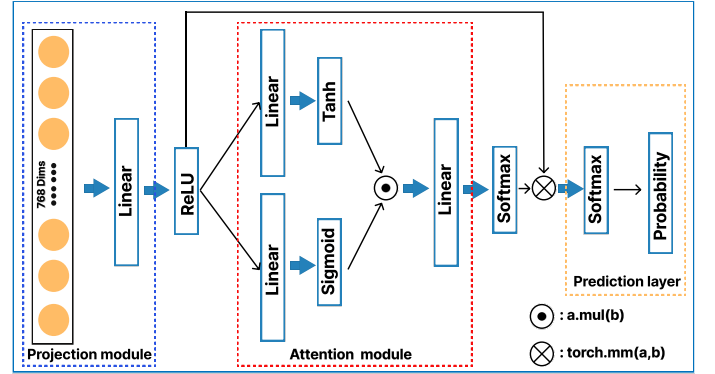 768 Dims
Linear
Projection module
ReLU
Linear
Tanh
Linear
Sigmoid
Linear
Attention module
Softmax
Softmax
Probability
Prediction layer
: a.mul(b)
: torch.mm(a,b)